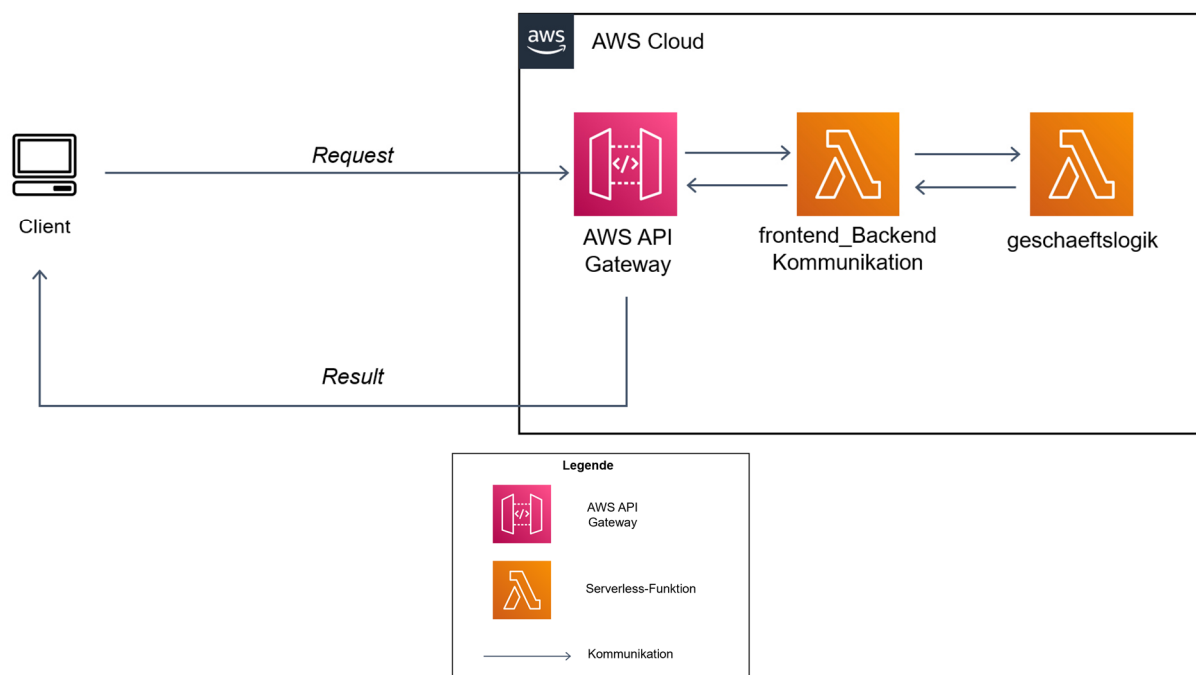 aws
AWS Cloud
Request
Client
AWS API
Gateway
frontend_Backend
Kommunikation
geschaeftslogik
Result
Legende
AWS API
Gateway
Serverless-Funktion
Kommunikation